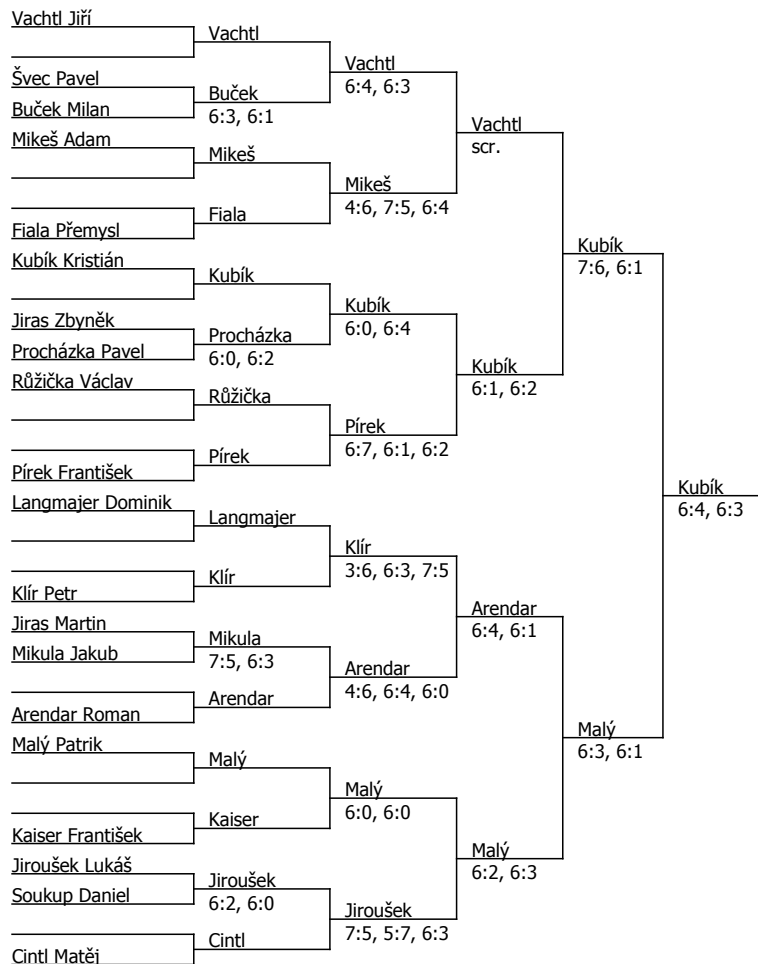 Vachtl Jiří
Švec Pavel
Buček Milan
Mikeš Adam
Fiala Přemysl
Kubík Kristián
Jiras Zbyněk
Procházka Pavel
Růžička Václav
Pírek František
Langmajer Dominik
Klír Petr
Jiras Martin
Mikula Jakub
Arendar Roman
Malý Patrik
Kaiser František
Jiroušek Lukáš
Soukup Daniel
Cintl Matěj
Vachtl
Buček
6:3, 6:1
Mikeš
Fiala
Kubík
Procházka
6:0, 6:2
Růžička
Pírek
Langmajer
Klír
Mikula
7:5, 6:3
Arendar
Malý
Kaiser
Jiroušek
6:2, 6:0
Cintl
Vachtl
6:4, 6:3
Mikeš
4:6, 7:5, 6:4
Kubík
6:0, 6:4
Pírek
6:7, 6:1, 6:2
Klír
3:6, 6:3, 7:5
Arendar
4:6, 6:4, 6:0
Malý
6:0, 6:0
Jiroušek
7:5, 5:7, 6:3
Vachtl
scr.
Kubík
6:1, 6:2
Arendar
6:4, 6:1
Malý
6:2, 6:3
Kubík
7:6, 6:1
Malý
6:3, 6:1
Kubík
6:4, 6:3